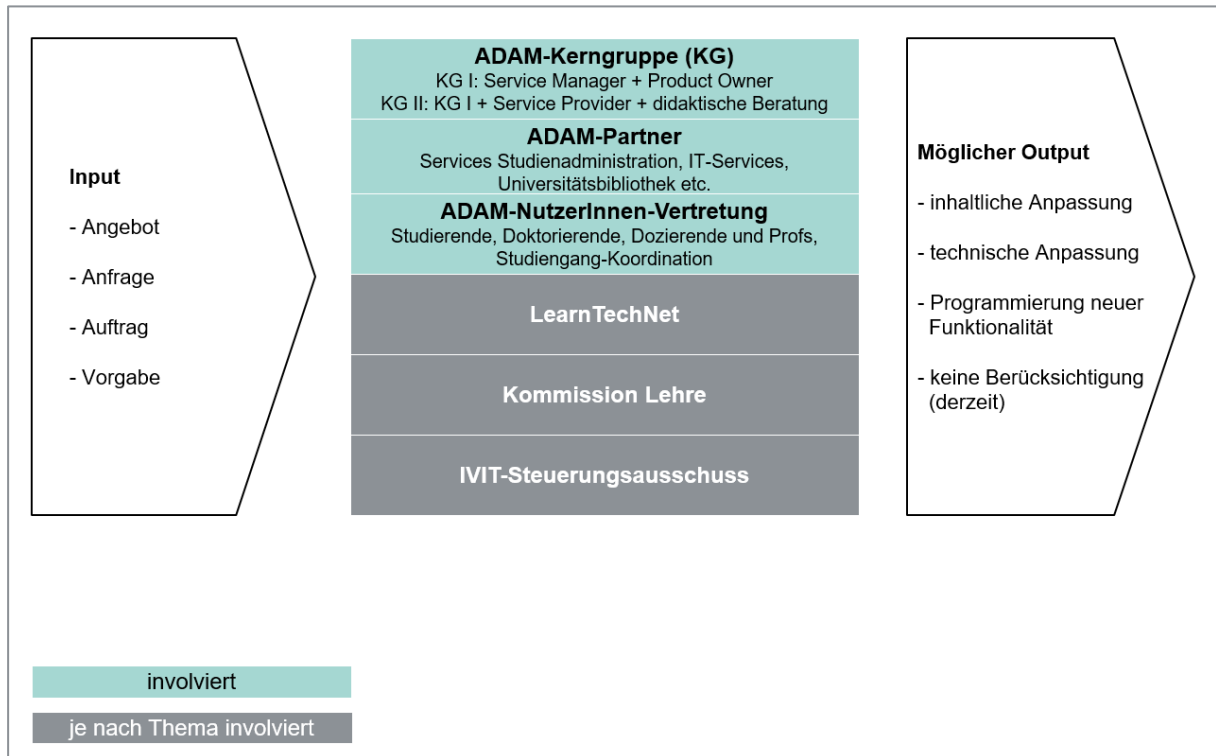 Input
- Angebot
- Anfrage
- Auftrag
- Vorgabe
ADAM-Kerngruppe (KG)
KG I: Service Manager + Product Owner
KG II: KG I + Service Provider + didaktische Beratung
ADAM-Partner
Services Studienadministration, IT-Services,
Universitätsbibliothek etc.
ADAM-NutzerInnen-Vertretung
Studierende, Doktorierende, Dozierende und Profs,
Studiengang-Koordination
LearnTechNet
Kommission Lehre
IVIT-Steuerungsausschuss
Möglicher Output
- inhaltliche Anpassung
- technische Anpassung
- Programmierung neuer
Funktionalität
- keine Berücksichtigung
(derzeit)
involviert
je nach Thema involviert